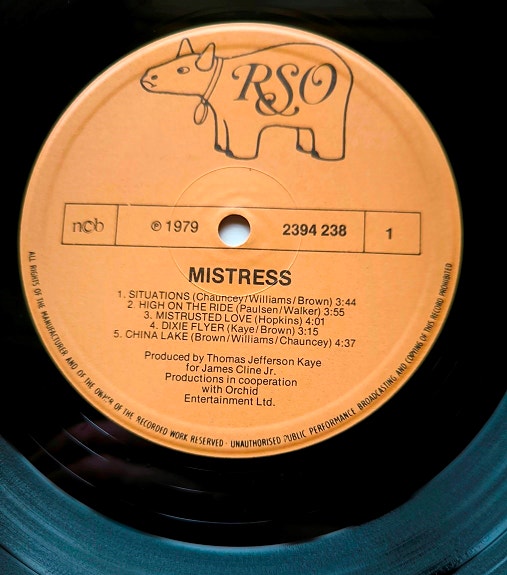 RSO
ncb ℗ 1979 2394 238 1
MISTRESS
1. SITUATIONS (Chauncey/Williams/Brown) 3:44
2. HIGH ON THE RIDE (Paulsen/Walker) 3:55
3. MISTRUSTED LOVE (Hopkins) 4:01
4. DIXIE FLYER (Kaye/Brown) 3:15
5. CHINA LAKE (Brown/Williams/Chauncey) 4:37
Produced by Thomas Jefferson Kaye
for James Cline Jr.
Productions in cooperation
with Orchid
Entertainment Ltd.
ALL RIGHTS OF THE MANUFACTURER AND OF THE OWNER OF THE RECORDED WORK RESERVED · UNAUTHORISED PUBLIC PERFORMANCE BROADCASTING AND COPYING OF THIS RECORD PROHIBITED